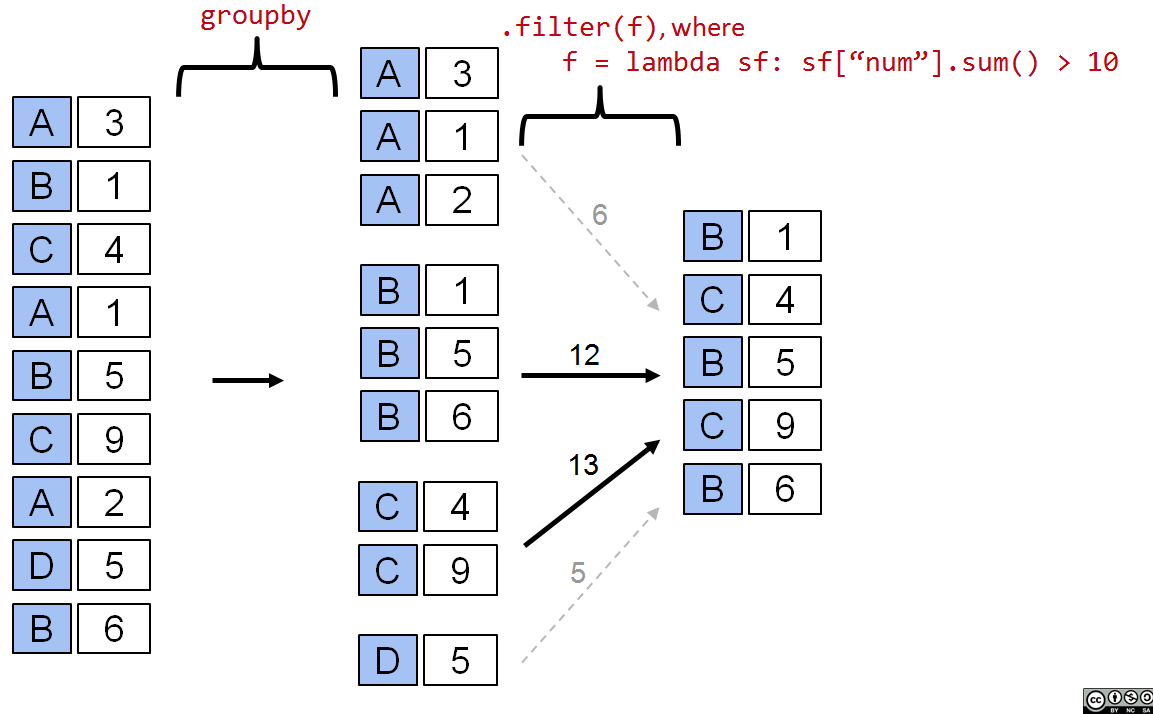 groupby
.filter(f), where
f = lambda sf: sf[“num”].sum() > 10
A 3
B 1
C 4
A 1
B 5
C 9
A 2
D 5
B 6
A 3
A 1
A 2
B 1
B 5
B 6
C 4
C 9
D 5
6
12
13
5
B 1
C 4
B 5
C 9
B 6
cc
BY NC SA